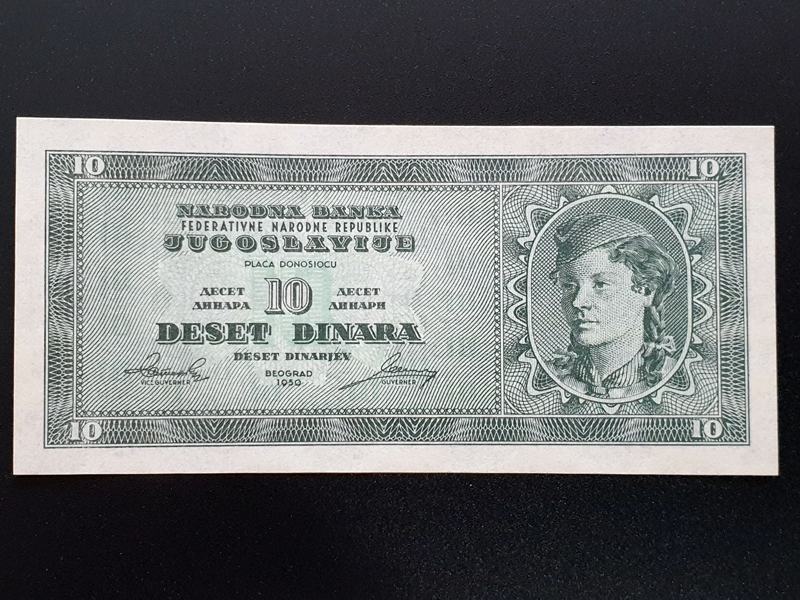 10 10
NARODNA BANKA
FEDERATIVNE NARODNE REPUBLIKE
JUGOSLAVIJE
PLAĆA DONOSIOCU
ДЕСЕТ 10 ДЕСЕТ
ДИНАРА ДИНАРИ
DESET DINARA
DESET DINARJEV
BEOGRAD
1950
VICEGUVERNER GUVERNER
10 10